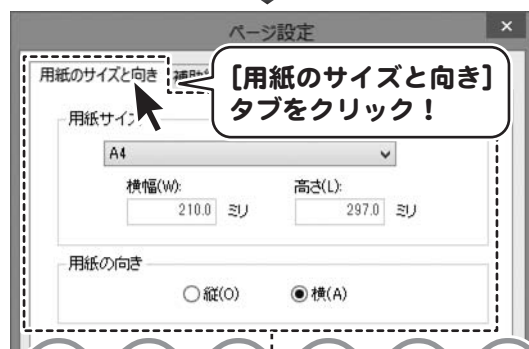 ページ設定
×
用紙のサイズと向き
[用紙のサイズと向き]
タブをクリック！
用紙サイズ
A4
横幅(W): 高さ(L):
210.0 ミリ 297.0 ミリ
用紙の向き
縦(O) 横(A)